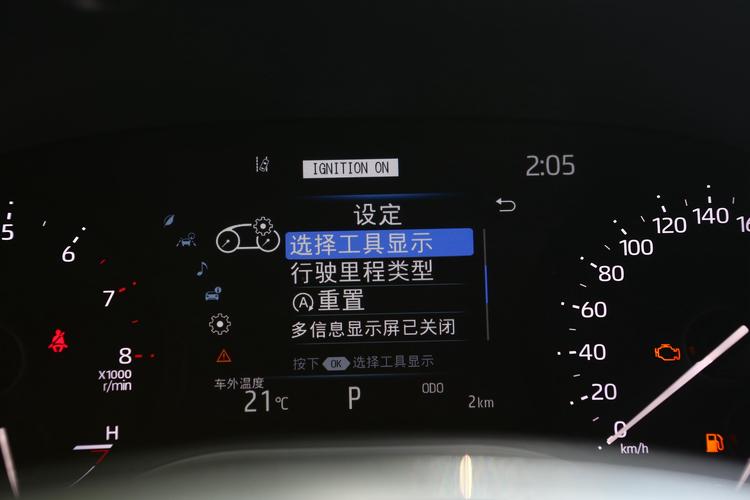 IGNITION ON
2:05
设定
选择工具显示
行驶里程类型
A重置
多信息显示屏已关闭
按下 OK 选择工具显示
车外温度
21℃
P
ODO
2km
5
6
7
8
X1000
r/min
H
0
20
40
60
80
100
120
140
km/h